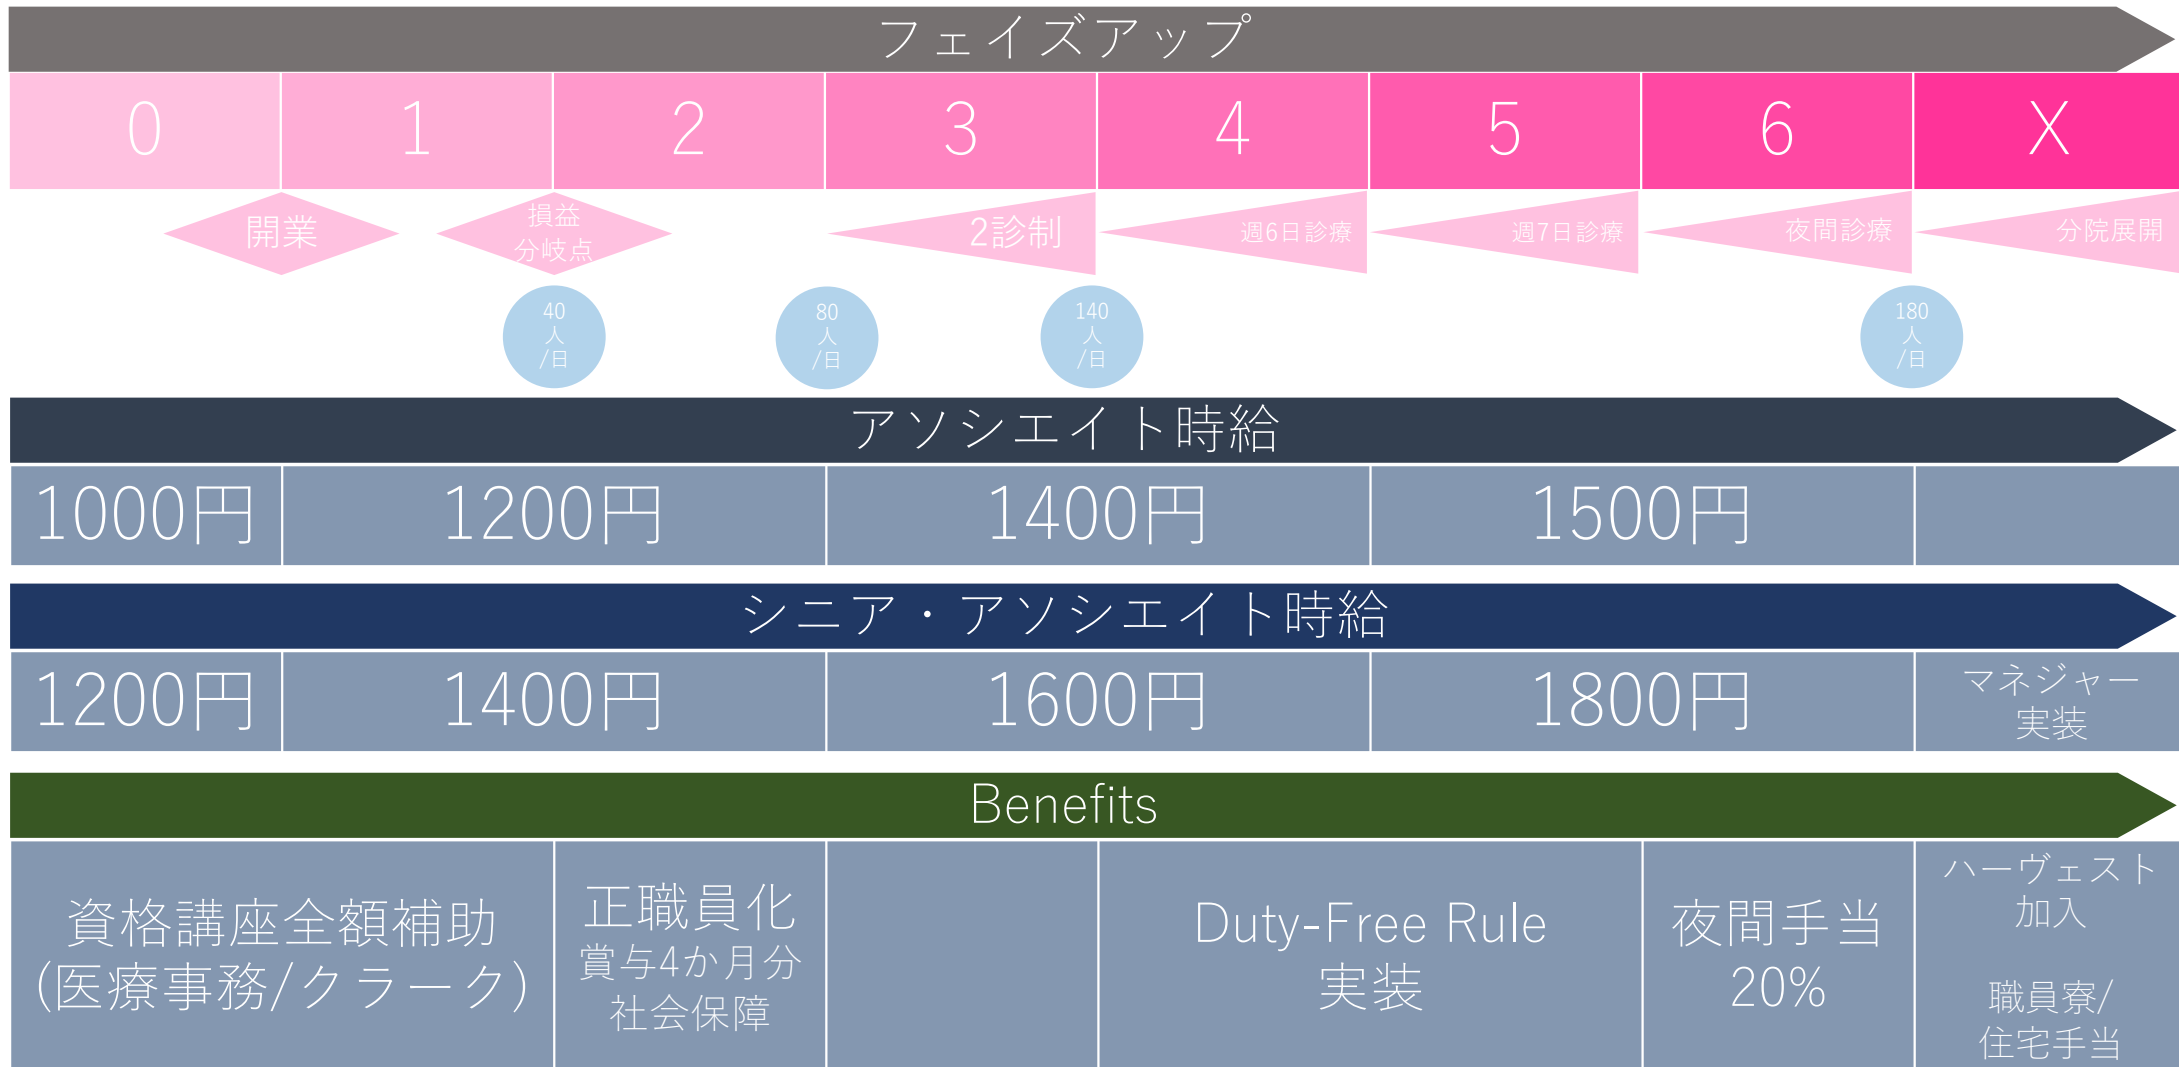 フェイズアップ
0 1 2 3 4 5 6 X
開業
損益
分岐点
2診制
週6日診療
週7日診療
夜間診療
分院展開
40
人
/日
80
人
/日
140
人
/日
180
人
/日
アソシエイト時給
1000円 1200円 1400円 1500円
シニア・アソシエイト時給
1200円 1400円 1600円 1800円
マネジャー
実装
Benefits
資格講座全額補助
(医療事務/クラーク)
正職員化
賞与4か月分
社会保障
Duty-Free Rule
実装
夜間手当
20%
ハーヴェスト
加入
職員寮/
住宅手当